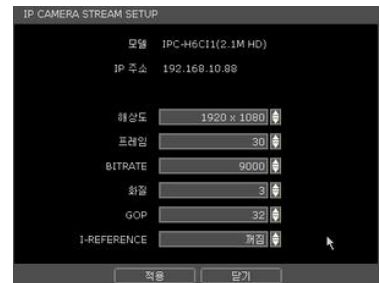 IP CAMERA STREAM SETUP
모델 IPC-H6CI1(2.1M HD)
IP 주소 192.168.10.88
해상도 1920 x 1080
프레임 30
BITRATE 9000
화질 3
GOP 32
I-REFERENCE 꺼짐
적용 닫기